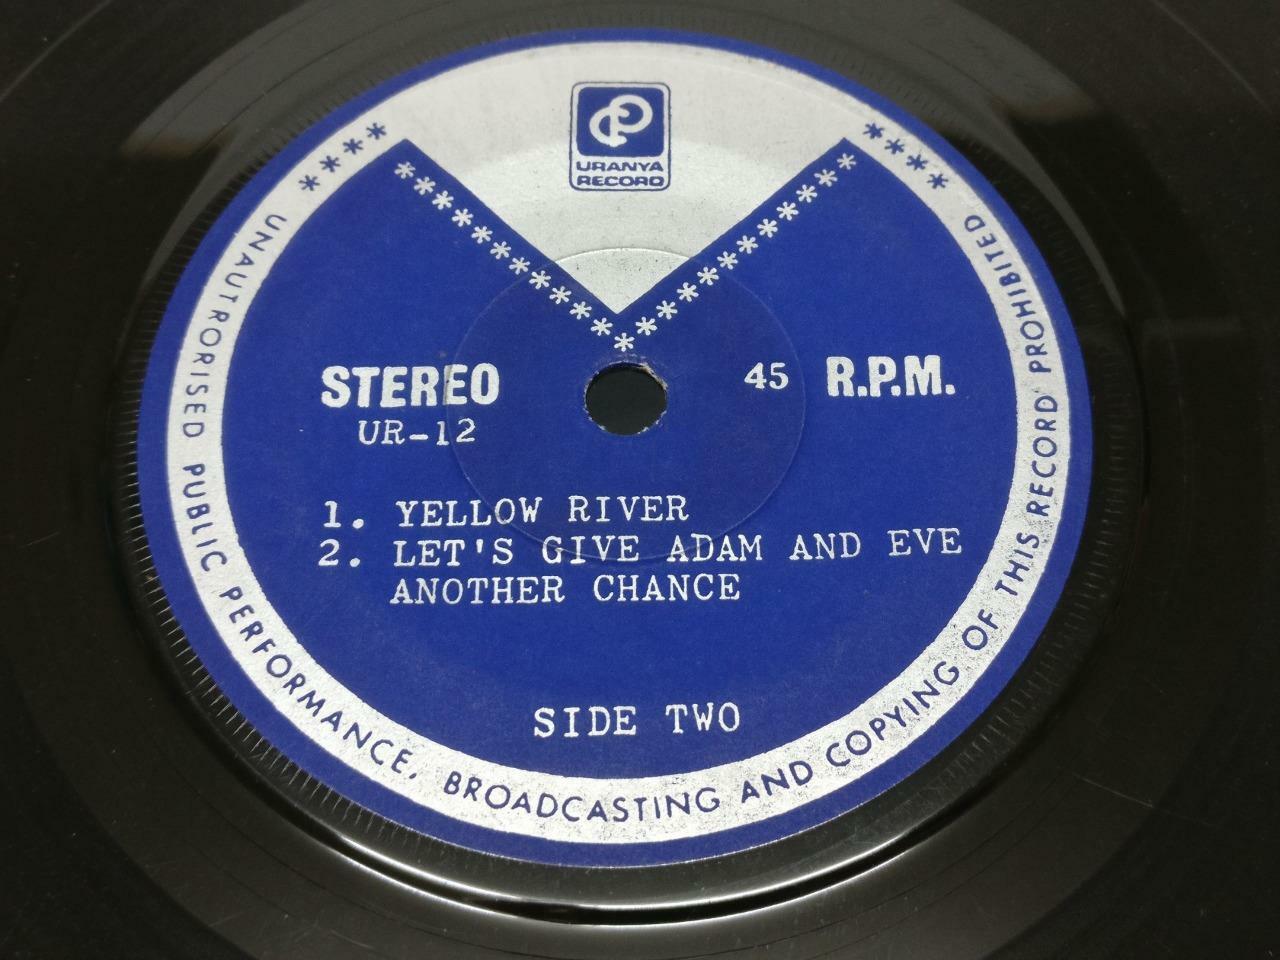 URANYA
RECORD
STEREO
45 R.P.M.
UR-12
1. YELLOW RIVER
2. LET'S GIVE ADAM AND EVE
ANOTHER CHANCE
SIDE TWO
**** UNAUTRORISED PUBLIC PERFORMANCE, BROADCASTING AND COPYING OF THIS RECORD PROHIBITED ****